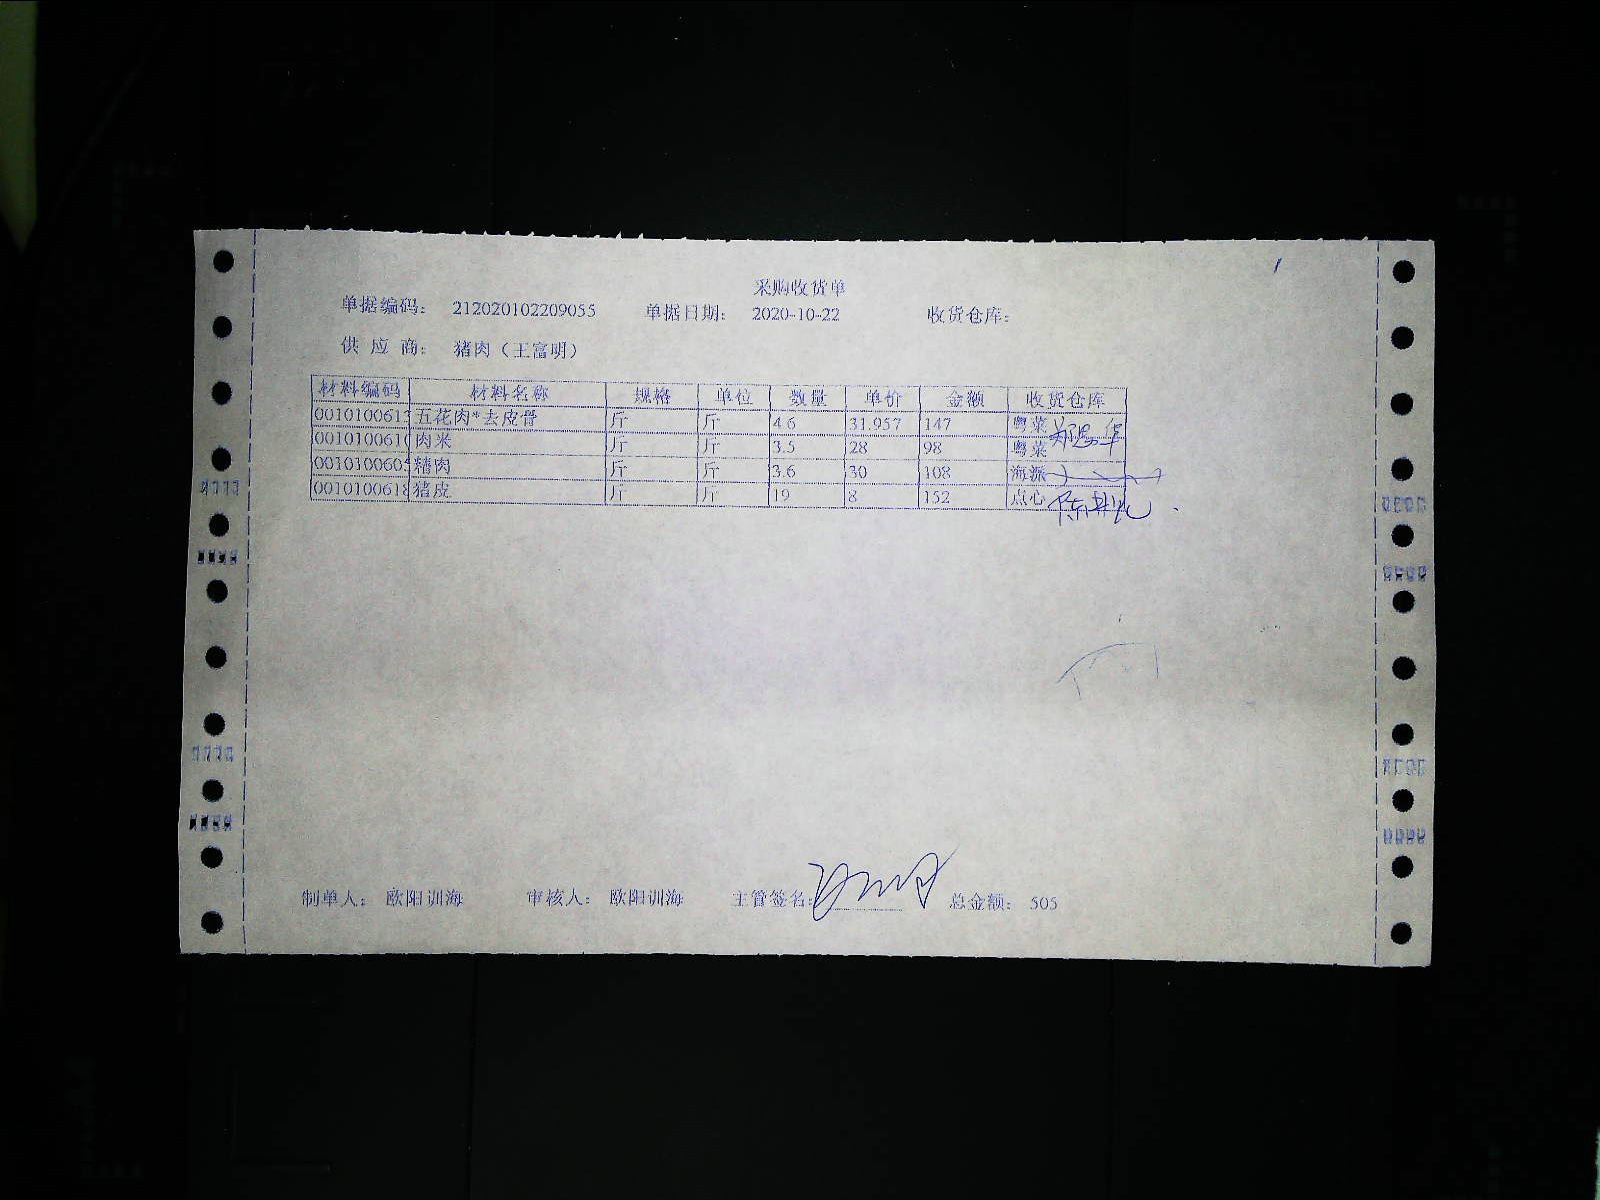 采购收货单
单据编码： 212020102209055 单据日期： 2020-10-22 收货仓库：
供 应 商： 猪肉（王富明）
材料编码 材料名称 规格 单位 数量 单价 金额 收货仓库
0010100613 五花肉*去皮骨 斤 斤 4.6 31.957 147 粤菜
0010100610 肉米 斤 斤 3.5 28 98 粤菜
0010100605 精肉 斤 斤 3.6 30 108 海派
0010100618 猪皮 斤 斤 19 8 152 点心
制单人： 欧阳训海 审核人： 欧阳训海 主管签名： 总金额： 505